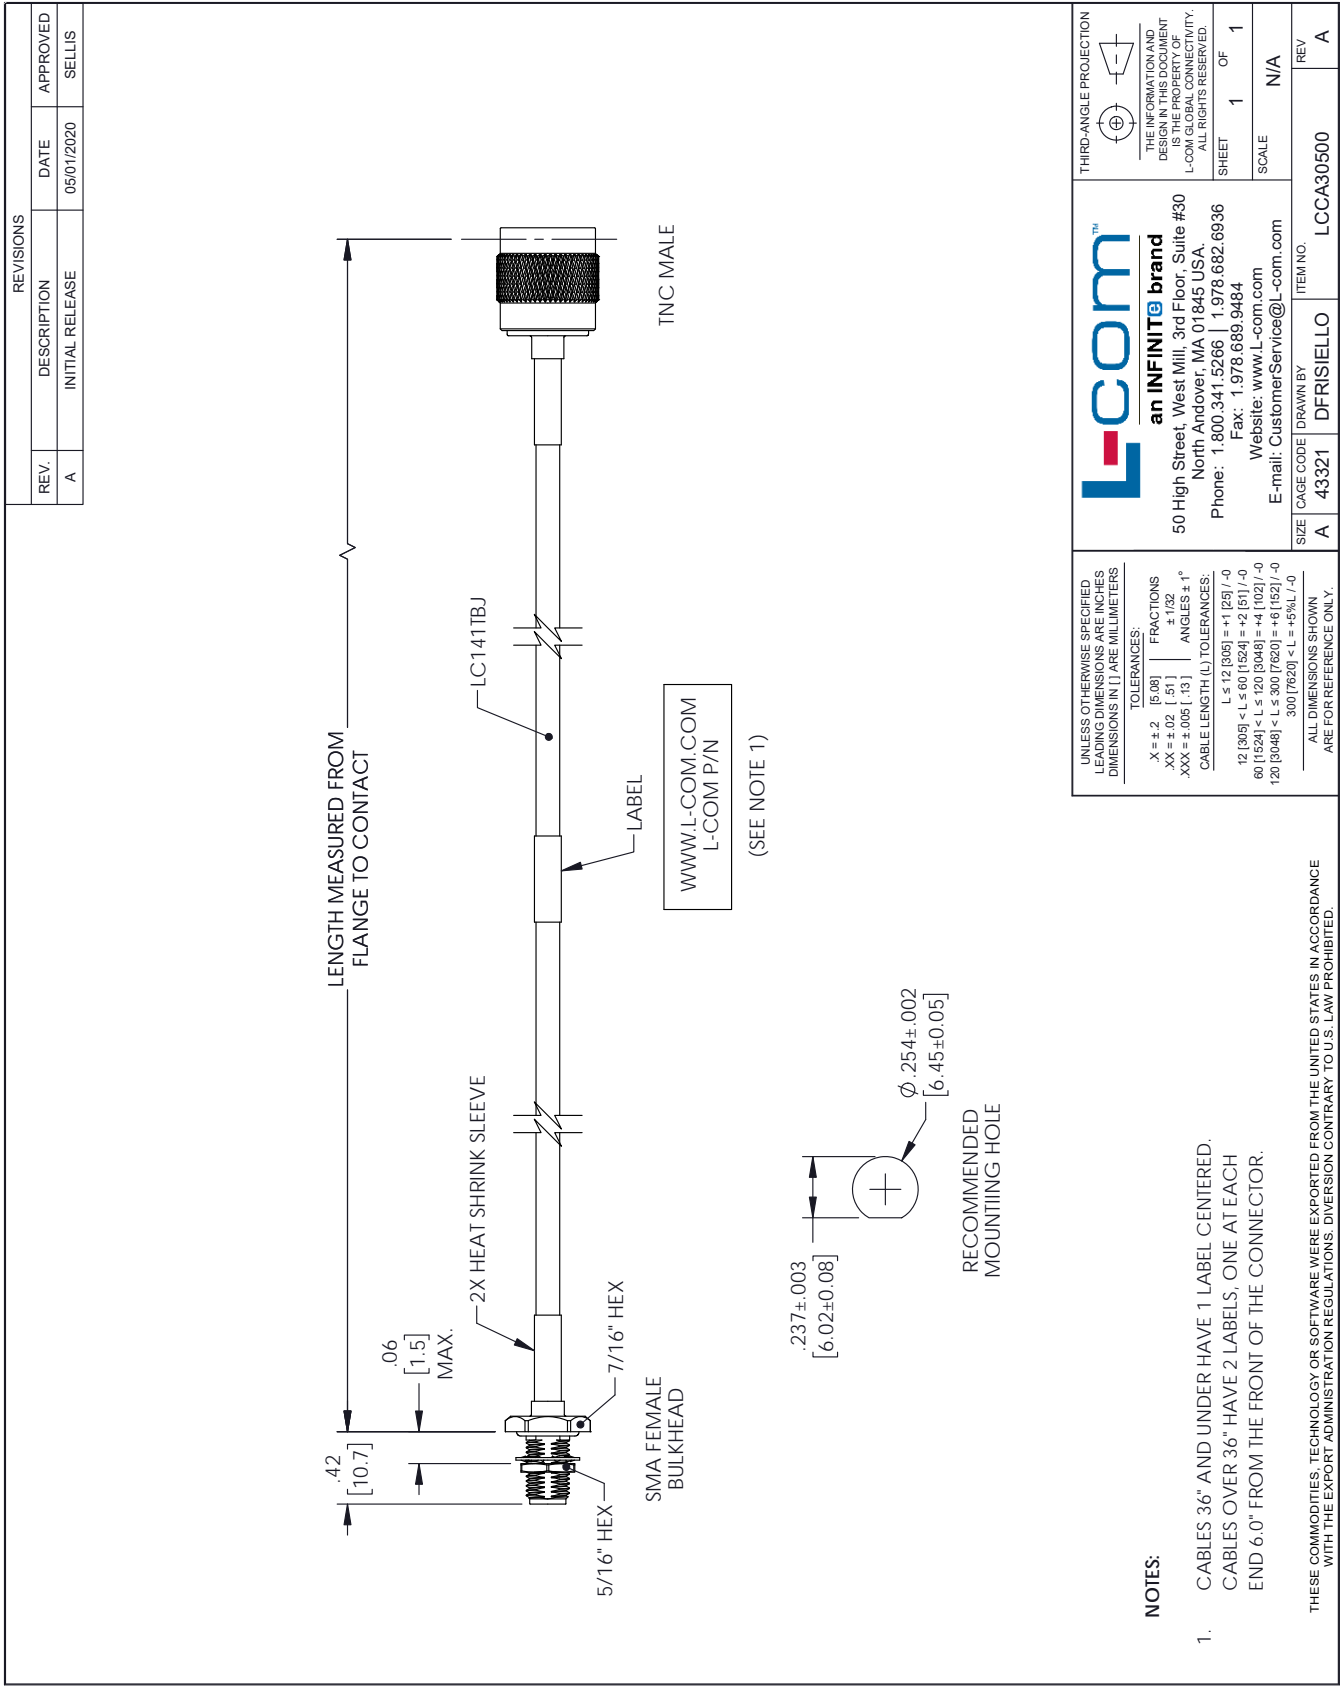 REVISIONS
REV. DESCRIPTION DATE APPROVED
A INITIAL RELEASE 05/01/2020 SELLIS
LENGTH MEASURED FROM
FLANGE TO CONTACT
.42
[10.7]
.06
[1.5]
MAX.
2X HEAT SHRINK SLEEVE
LC141TBJ
5/16" HEX
7/16" HEX
LABEL
SMA FEMALE
BULKHEAD
TNC MALE
WWW.L-COM.COM
L-COM P/N
(SEE NOTE 1)
.237±.003
[6.02±0.08]
Ø.254±.002
[6.45±0.05]
RECOMMENDED
MOUNTIING HOLE
NOTES:
1. CABLES 36" AND UNDER HAVE 1 LABEL CENTERED.
CABLES OVER 36" HAVE 2 LABELS, ONE AT EACH
END 6.0" FROM THE FRONT OF THE CONNECTOR.
THESE COMMODITIES, TECHNOLOGY OR SOFTWARE WERE EXPORTED FROM THE UNITED STATES IN ACCORDANCE
WITH THE EXPORT ADMINISTRATION REGULATIONS. DIVERSION CONTRARY TO U.S. LAW PROHIBITED.
UNLESS OTHERWISE SPECIFIED
LEADING DIMENSIONS ARE INCHES
DIMENSIONS IN [ ] ARE MILLIMETERS
TOLERANCES:
.X = ±.2 [5.08] FRACTIONS
.XX = ±.02 [.51] ± 1/32
.XXX = ±.005 [.13] ANGLES ± 1°
CABLE LENGTH (L) TOLERANCES:
L ≤ 12 [305] = +1 [25] / -0
12 [305] < L ≤ 60 [1524] = +2 [51] / -0
60 [1524] < L ≤ 120 [3048] = +4 [102] / -0
120 [3048] < L ≤ 300 [7620] = +6 [152] / -0
300 [7620] < L = +5%L / -0
ALL DIMENSIONS SHOWN
ARE FOR REFERENCE ONLY.
L-com™
an INFINITe brand
50 High Street, West Mill, 3rd Floor, Suite #30
North Andover, MA 01845 USA.
Phone: 1.800.341.5266 | 1.978.682.6936
Fax: 1.978.689.9484
Website: www.L-com.com
E-mail: CustomerService@L-com.com
THIRD-ANGLE PROJECTION
THE INFORMATION AND
DESIGN IN THIS DOCUMENT
IS THE PROPERTY OF
L-COM GLOBAL CONNECTIVITY.
ALL RIGHTS RESERVED.
SHEET 1 OF 1
SCALE N/A
SIZE A
CAGE CODE 43321
DRAWN BY DFRISIELLO
ITEM NO. LCCA30500
REV A